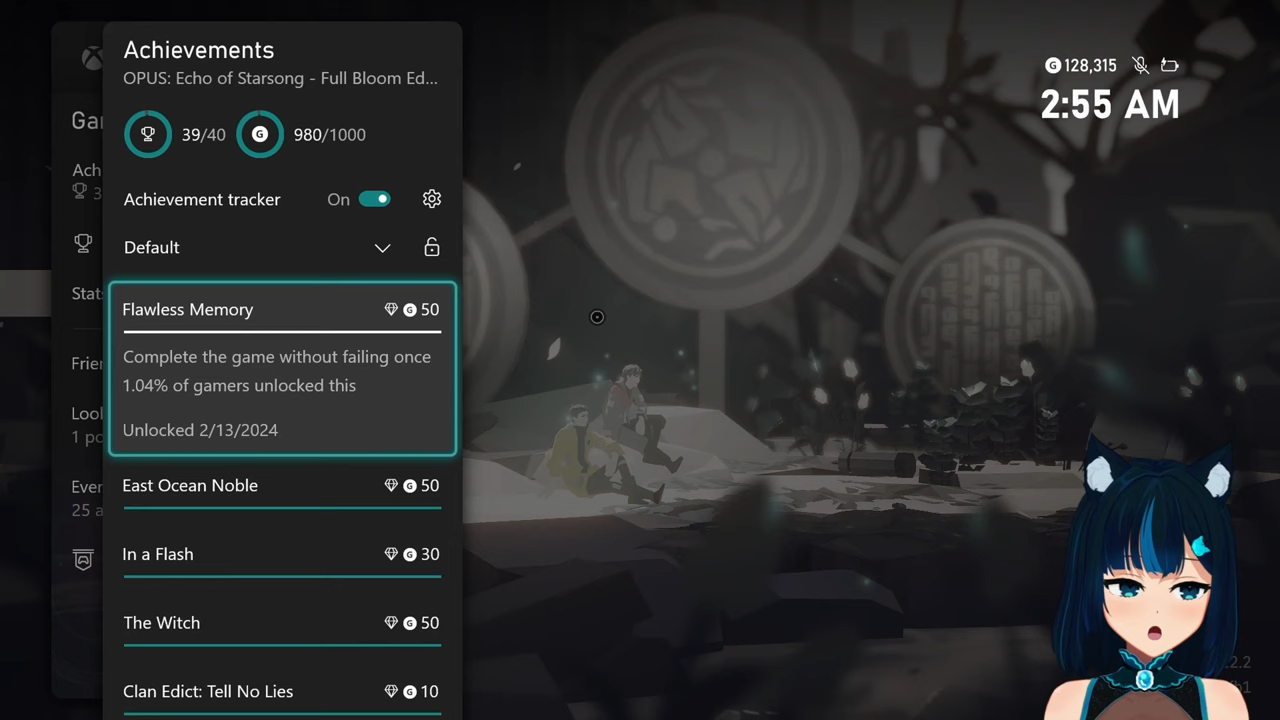 Achievements
OPUS: Echo of Starsong - Full Bloom Ed...
39/40
G
980/1000
Achievement tracker
On
Default
Flawless Memory
G 50
Complete the game without failing once
1.04% of gamers unlocked this
Unlocked 2/13/2024
East Ocean Noble
G 50
In a Flash
G 30
The Witch
G 50
Clan Edict: Tell No Lies
G 10
G 128,315
2:55 AM